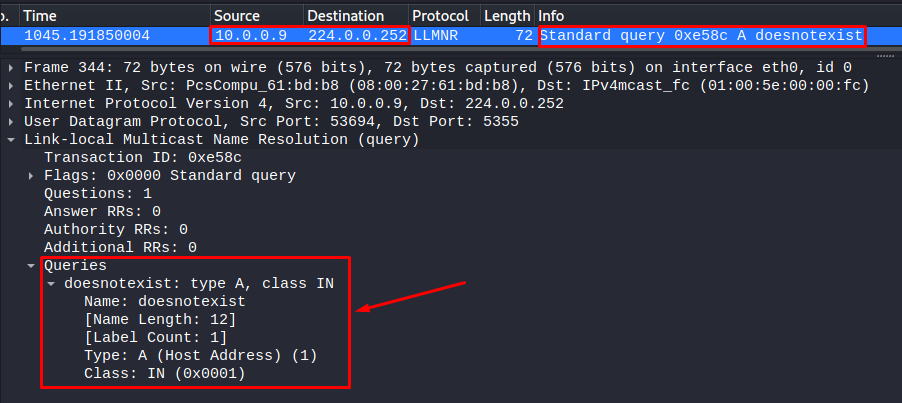 o. Time Source Destination Protocol Length Info
1045.191850004 10.0.0.9 224.0.0.252 LLMNR 72 Standard query 0xe58c A doesnotexist
Frame 344: 72 bytes on wire (576 bits), 72 bytes captured (576 bits) on interface eth0, id 0
Ethernet II, Src: PcsCompu_61:bd:b8 (08:00:27:61:bd:b8), Dst: IPv4mcast_fc (01:00:5e:00:00:fc)
Internet Protocol Version 4, Src: 10.0.0.9, Dst: 224.0.0.252
User Datagram Protocol, Src Port: 53694, Dst Port: 5355
Link-local Multicast Name Resolution (query)
Transaction ID: 0xe58c
Flags: 0x0000 Standard query
Questions: 1
Answer RRs: 0
Authority RRs: 0
Additional RRs: 0
Queries
doesnotexist: type A, class IN
Name: doesnotexist
[Name Length: 12]
[Label Count: 1]
Type: A (Host Address) (1)
Class: IN (0x0001)